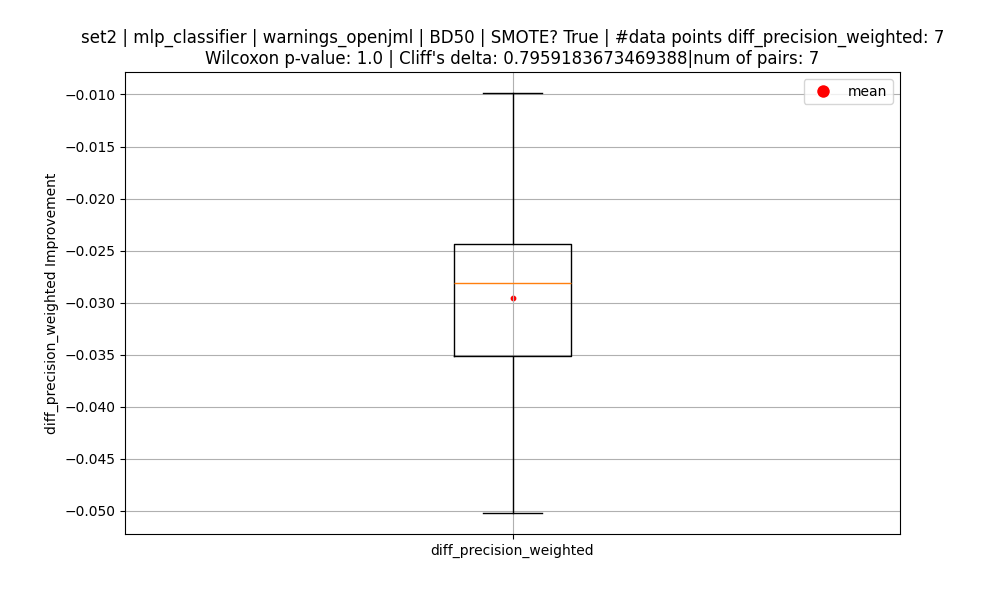 set2 | mlp_classifier | warnings_openjml | BD50 | SMOTE? True | #data points diff_precision_weighted: 7
Wilcoxon p-value: 1.0 | Cliff's delta: 0.7959183673469388|num of pairs: 7
mean
−0.010
−0.015
−0.020
−0.025
−0.030
−0.035
−0.040
−0.045
−0.050
diff_precision_weighted Improvement
diff_precision_weighted